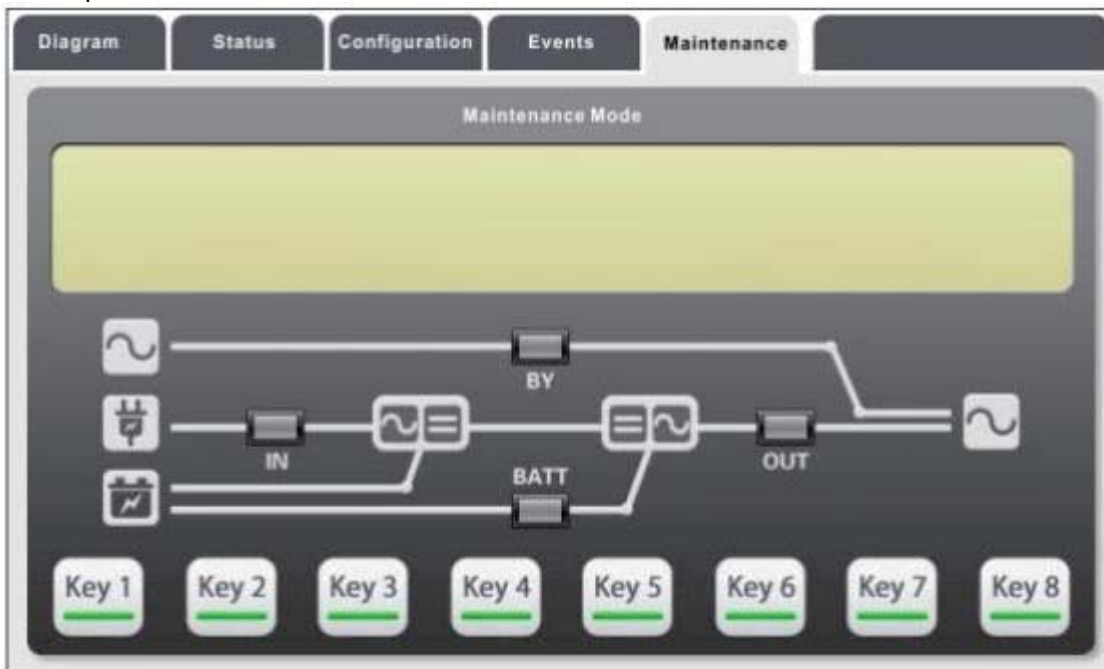 Diagram Status Configuration Events Maintenance
Maintenance Mode
BY
IN
BATT
OUT
Key 1 Key 2 Key 3 Key 4 Key 5 Key 6 Key 7 Key 8